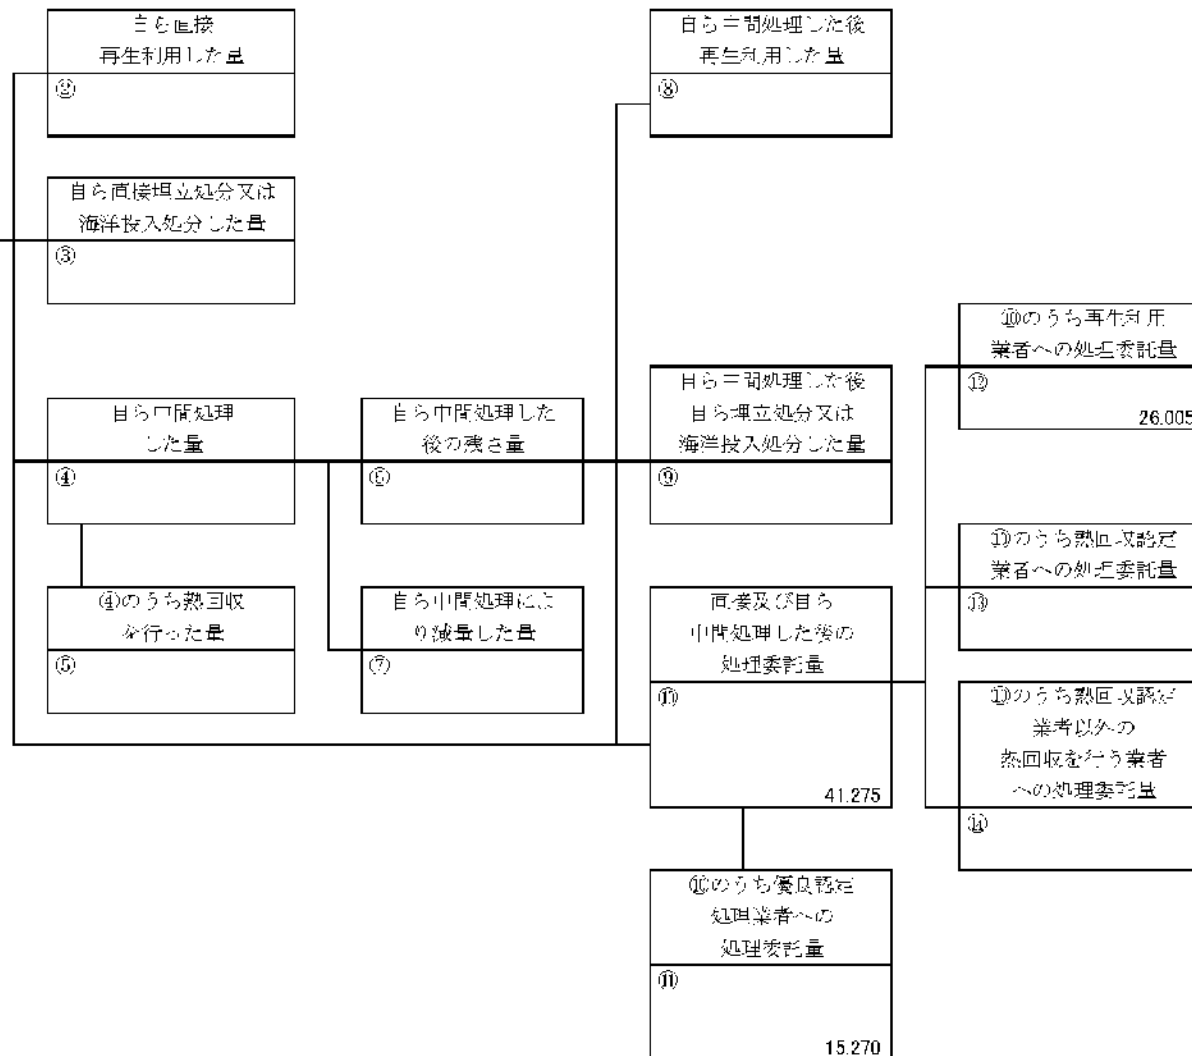 自ら直接
再生利用した量
②
自ら中間処理した後
再生利用した量
⑧
自ら直接埋立処分又は
海洋投入処分した量
③
⑩のうち再生利用
業者への処理委託量
⑫
26.005
自ら中間処理
した量
④
自ら中間処理した
後の残さ量
⑥
自ら中間処理した後
自ら埋立処分又は
海洋投入処分した量
⑨
⑩のうち熱回収認定
業者への処理委託量
⑬
④のうち熱回収
を行った量
⑤
自ら中間処理によ
り減量した量
⑦
直接及び自ら
中間処理した後の
処理委託量
⑩
41.275
⑩のうち熱回収認定
業者以外の
熱回収を行う業者
への処理委託量
⑭
⑩のうち優良認定
処理業者への
処理委託量
⑪
15.270